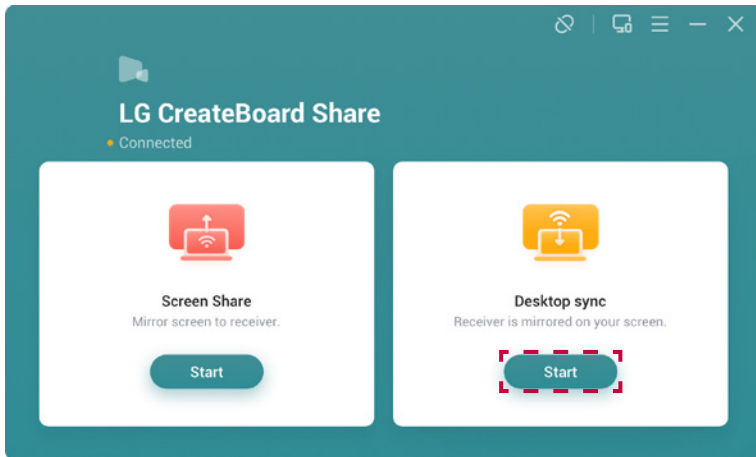 LG CreateBoard Share
Connected
Screen Share
Mirror screen to receiver.
Start
Desktop sync
Receiver is mirrored on your screen.
Start